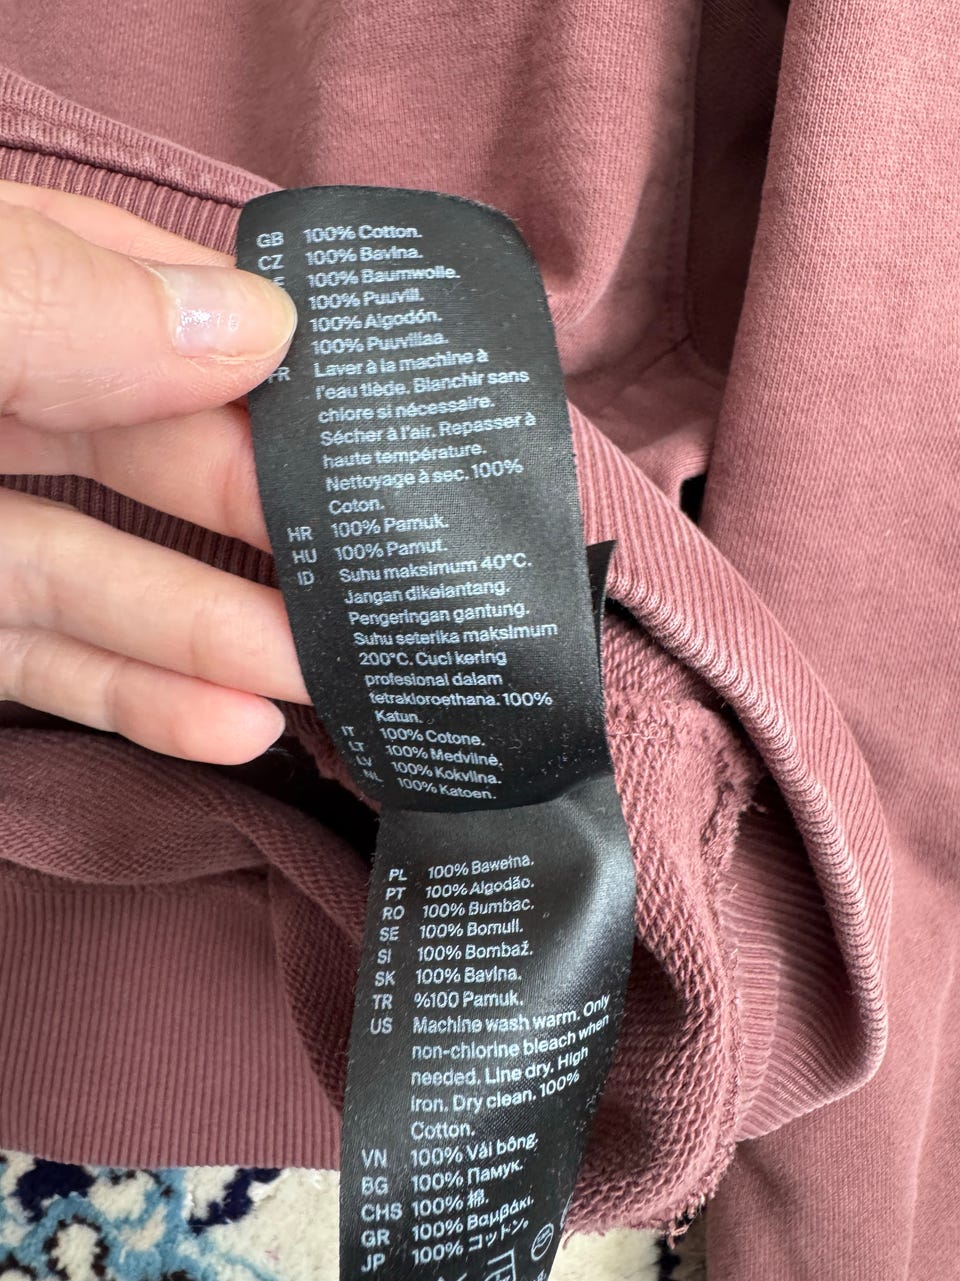 GB 100% Cotton.
CZ 100% Bavlna.
E 100% Baumwolle.
100% Puuvill.
100% Algodón.
100% Puuvillaa.
FR Laver à la machine à
l'eau tiède. Blanchir sans
chlore si nécessaire.
Sécher à l'air. Repasser à
haute température.
Nettoyage à sec. 100%
Coton.
HR 100% Pamuk.
HU 100% Pamut.
ID Suhu maksimum 40°C.
Jangan dikelantang.
Pengeringan gantung.
Suhu seterika maksimum
200°C. Cuci kering
profesional dalam
tetrakloroethana. 100%
Katun.
IT 100% Cotone.
LT 100% Medvilnė.
LV 100% Kokvilna.
NL 100% Katoen.
PL 100% Bawełna.
PT 100% Algodão.
RO 100% Bumbac.
SE 100% Bomull.
SI 100% Bombaž.
SK 100% Bavlna.
TR %100 Pamuk.
US Machine wash warm. Only
non-chlorine bleach when
needed. Line dry. High
iron. Dry clean. 100%
Cotton.
VN 100% Vải bông.
BG 100% Памук.
CHS 100% 棉.
GR 100% Βαμβάκι.
JP 100% コットン。